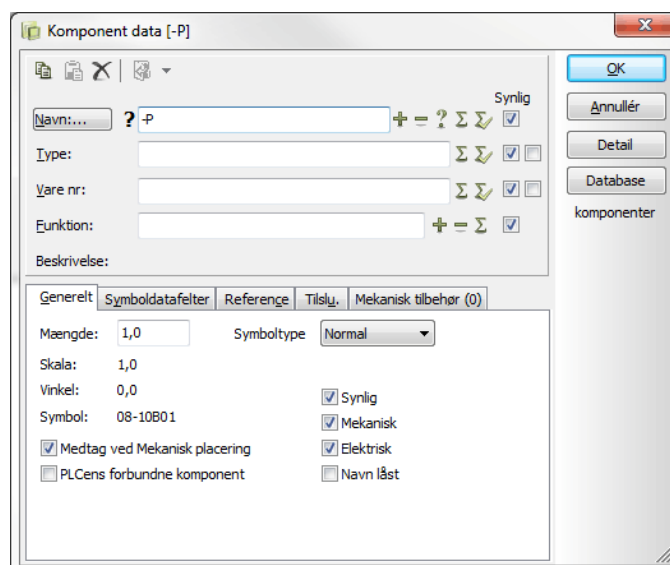 Komponent data [-P]
Synlig
Navn:... ? -P
Type:
Vare nr:
Funktion:
Beskrivelse:
OK
Annullér
Detail
Database
komponenter
Generelt Symboldatafelter Reference Tilslu. Mekanisk tilbehør (0)
Mængde: 1,0 Symboltype Normal
Skala: 1,0
Vinkel: 0,0
Synlig
Symbol: 08-10B01
Mekanisk
Medtag ved Mekanisk placering
Elektrisk
PLCens forbundne komponent
Navn låst